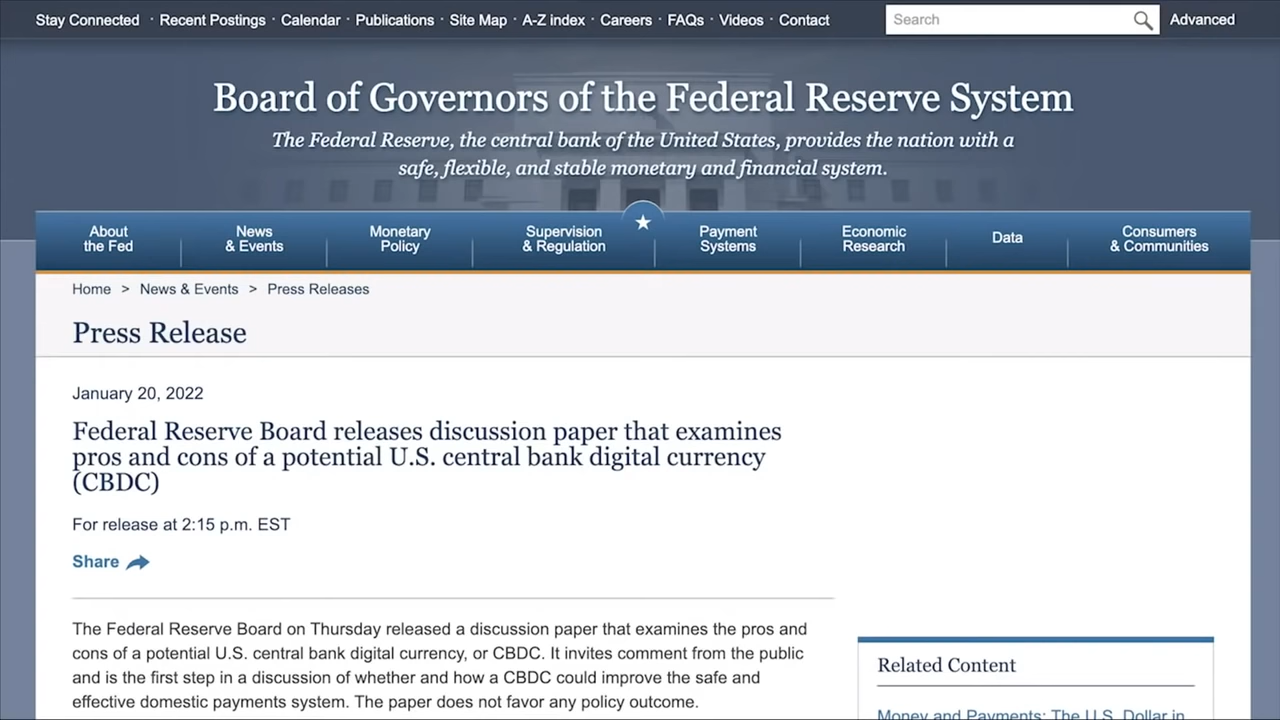 Stay Connected · Recent Postings · Calendar · Publications · Site Map · A-Z index · Careers · FAQs · Videos · Contact
Search
Advanced
Board of Governors of the Federal Reserve System
The Federal Reserve, the central bank of the United States, provides the nation with a
safe, flexible, and stable monetary and financial system.
About
the Fed
News
& Events
Monetary
Policy
Supervision
& Regulation
Payment
Systems
Economic
Research
Data
Consumers
& Communities
Home > News & Events > Press Releases
Press Release
January 20, 2022
Federal Reserve Board releases discussion paper that examines
pros and cons of a potential U.S. central bank digital currency
(CBDC)
For release at 2:15 p.m. EST
Share
The Federal Reserve Board on Thursday released a discussion paper that examines the pros and
cons of a potential U.S. central bank digital currency, or CBDC. It invites comment from the public
and is the first step in a discussion of whether and how a CBDC could improve the safe and
effective domestic payments system. The paper does not favor any policy outcome.
Related Content
Money and Payments: The U.S. Dollar in